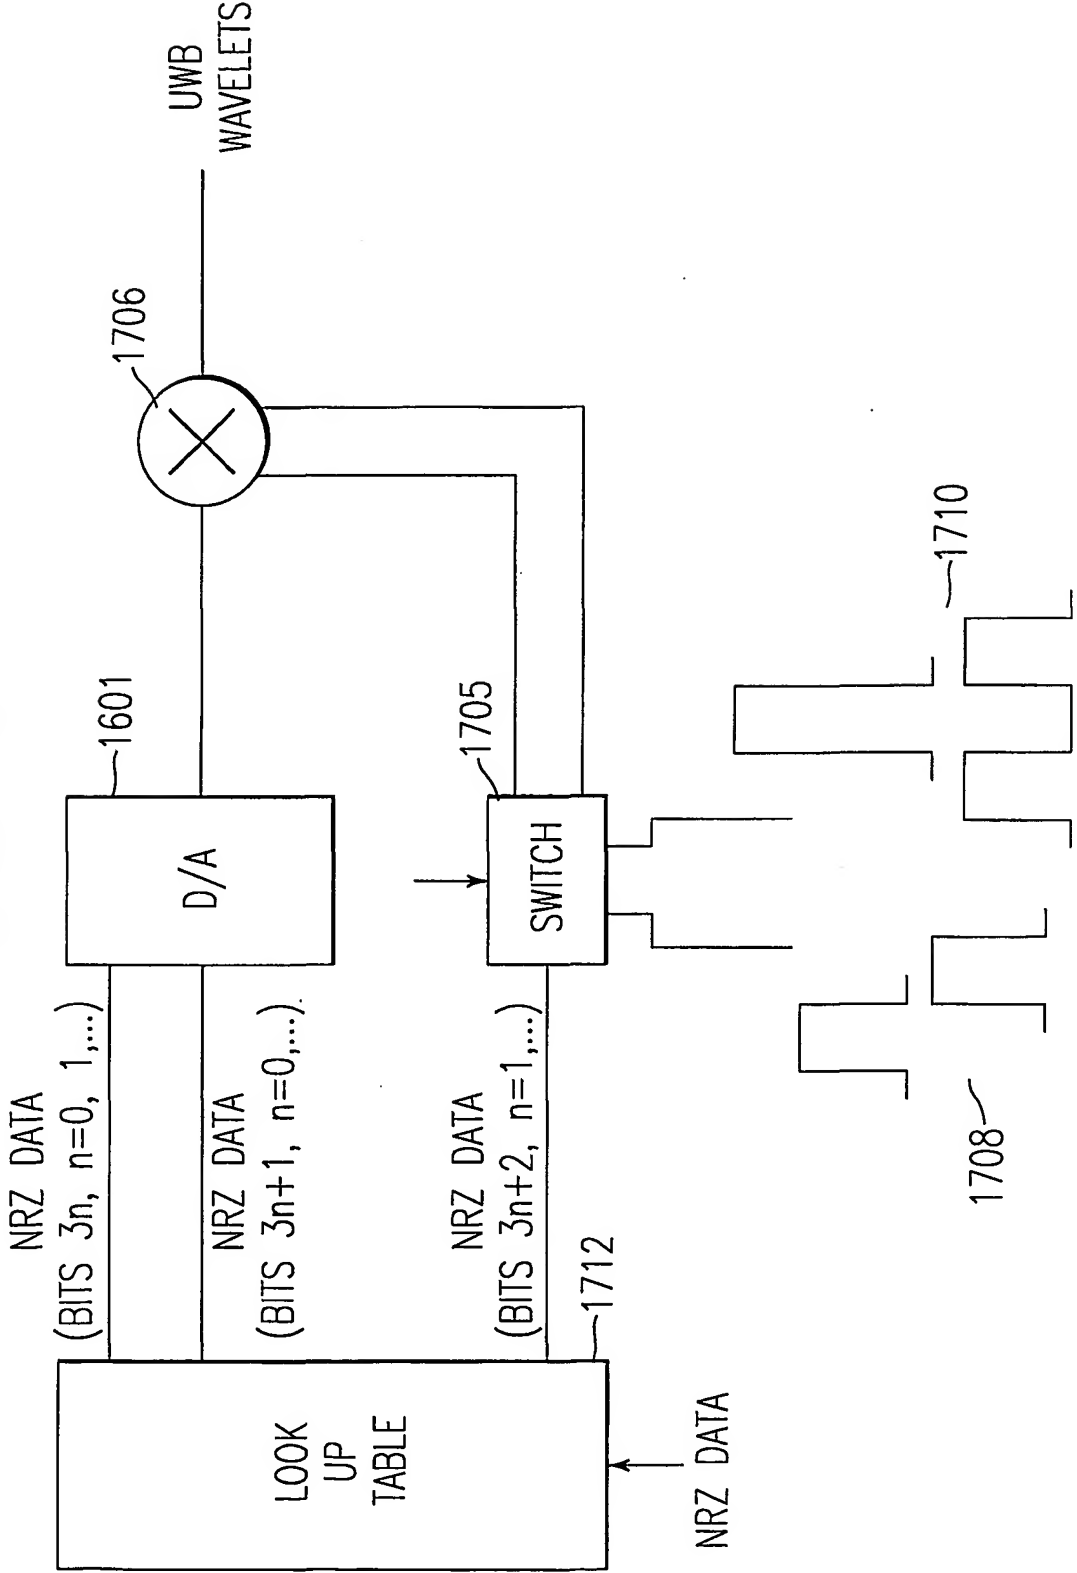 UWB
WAVELETS
1706
1601
D/A
1705
SWITCH
1710
1708
NRZ DATA
(BITS 3n, n=0, 1,...)
NRZ DATA
(BITS 3n+1, n=0,...)
NRZ DATA
(BITS 3n+2, n=1,...)
1712
LOOK
UP
TABLE
NRZ DATA